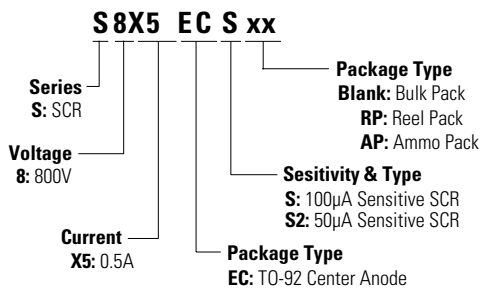 S 8X5 EC S xx
Package Type
Blank: Bulk Pack
RP: Reel Pack
AP: Ammo Pack
Series
S: SCR
Voltage
8: 800V
Sesitivity & Type
S: 100µA Sensitive SCR
S2: 50µA Sensitive SCR
Current
X5: 0.5A
Package Type
EC: TO-92 Center Anode